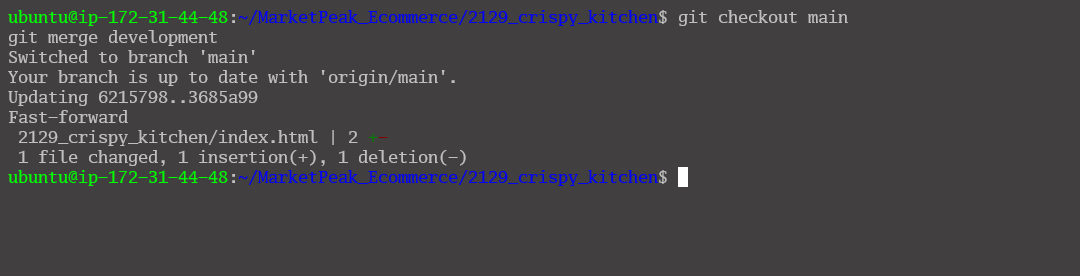 ubuntu@ip-172-31-44-48:~/MarketPeak_Ecommerce/2129_crispy_kitchen$ git checkout main
git merge development
Switched to branch 'main'
Your branch is up to date with 'origin/main'.
Updating 6215798..3685a99
Fast-forward
 2129_crispy_kitchen/index.html | 2 +-
 1 file changed, 1 insertion(+), 1 deletion(-)
ubuntu@ip-172-31-44-48:~/MarketPeak_Ecommerce/2129_crispy_kitchen$